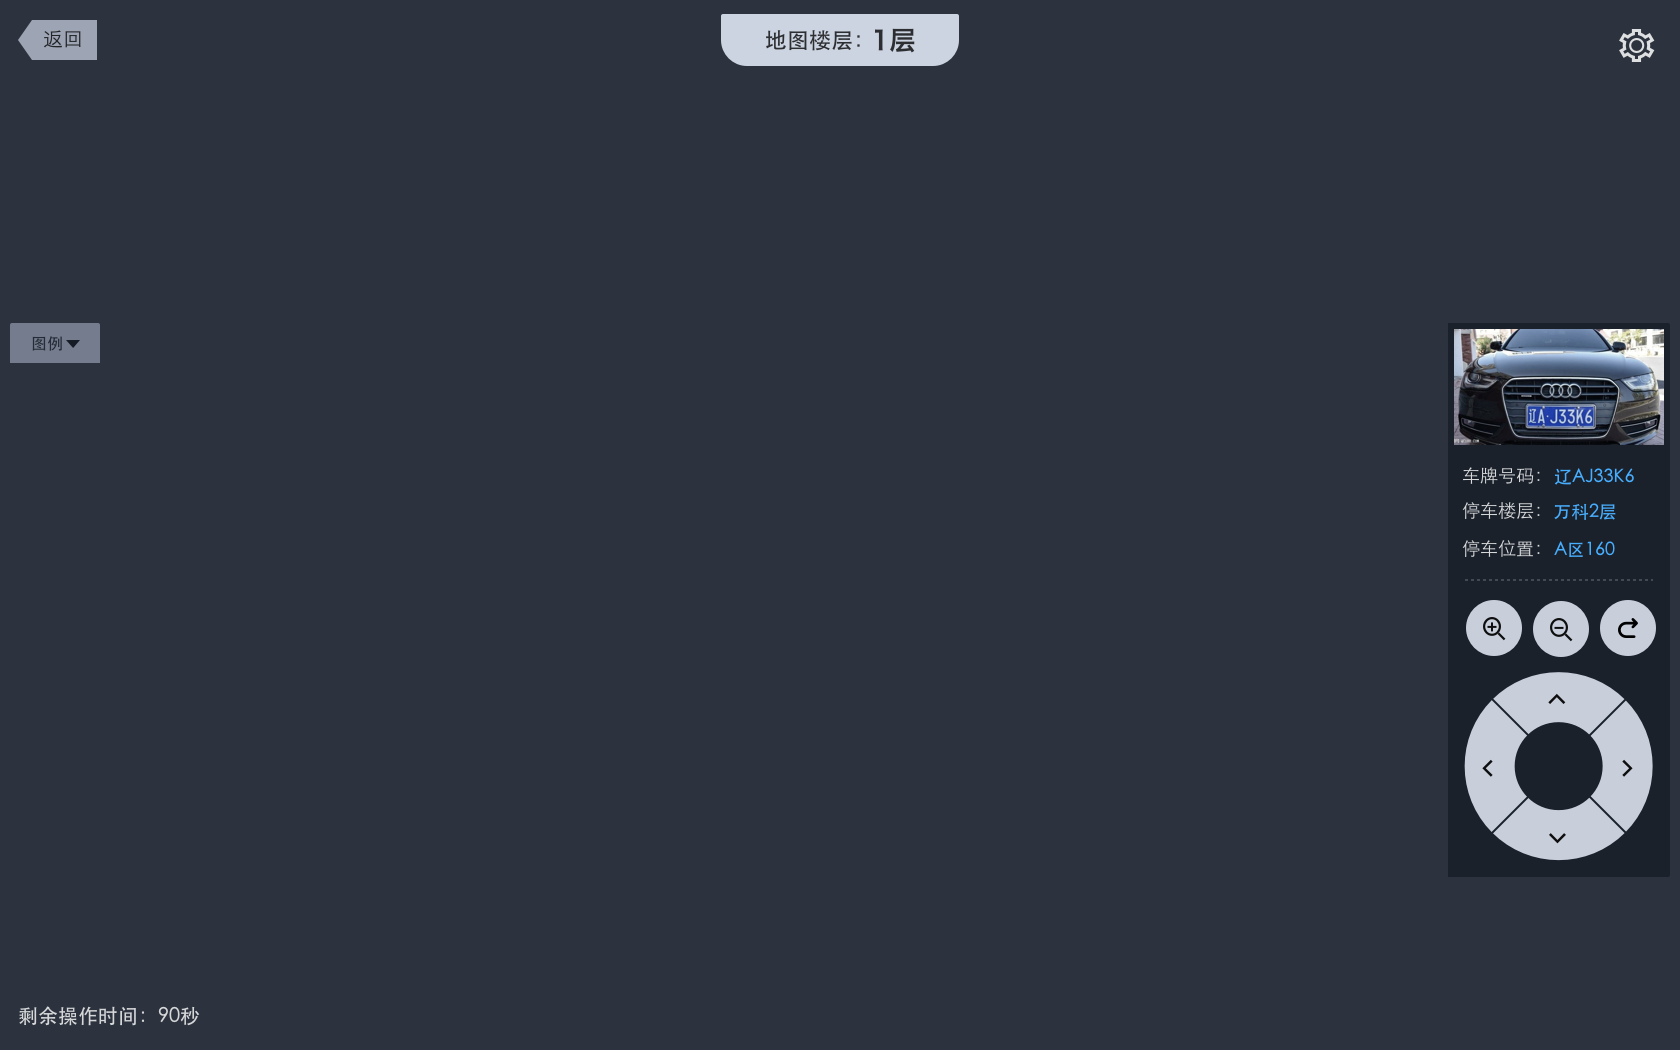 返回
地图楼层：1层
图例
辽A·J33K6
车牌号码：辽AJ33K6
停车楼层：万科2层
停车位置：A区160
剩余操作时间：90秒